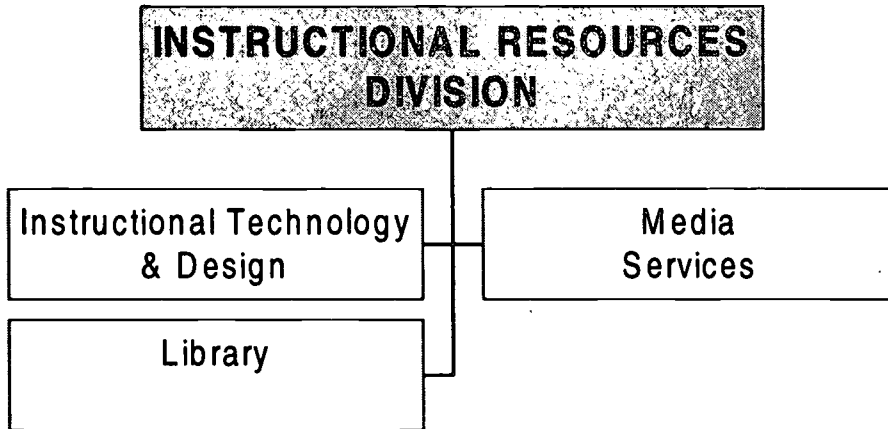 INSTRUCTIONAL RESOURCES
DIVISION
Instructional Technology
& Design
Media
Services
Library